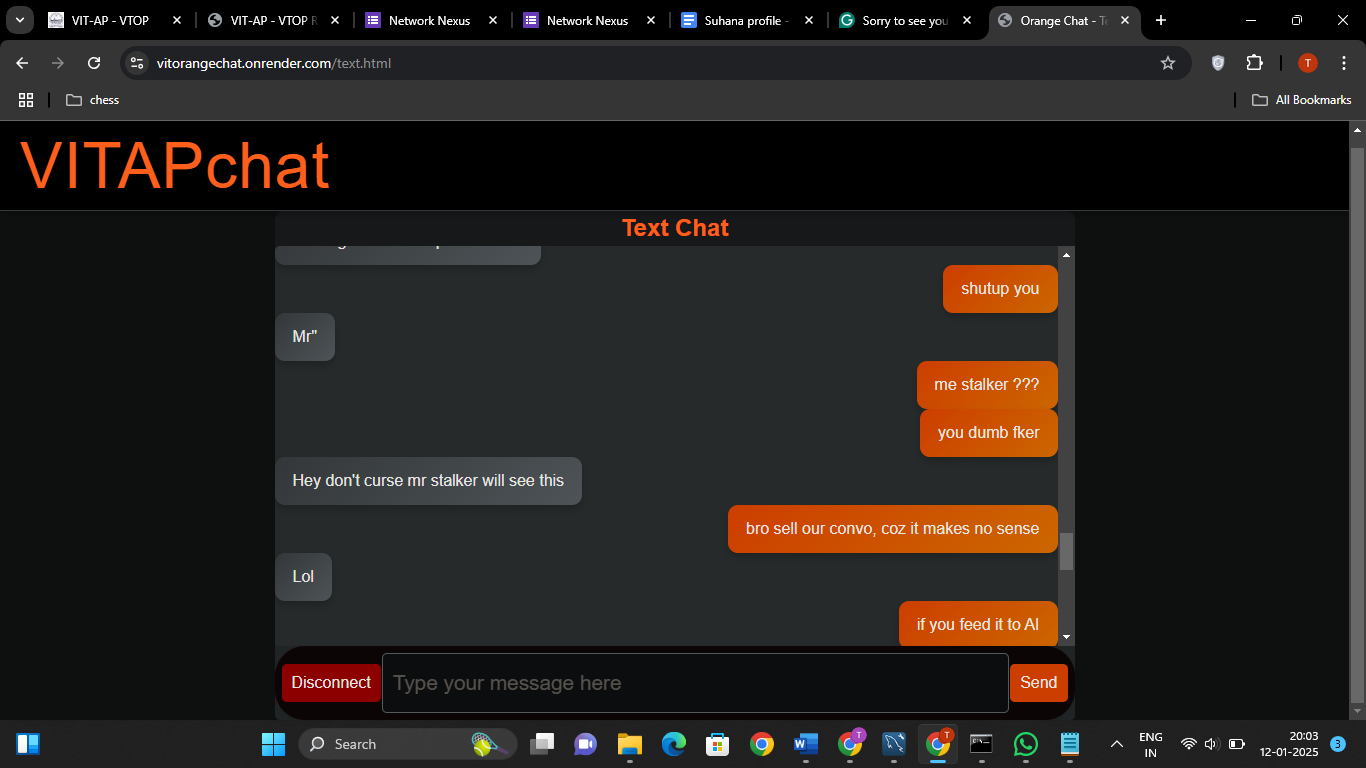 VIT-AP - VTOP
VIT-AP - VTOP R
Network Nexus
Network Nexus
Suhana profile -
Sorry to see you
Orange Chat - Te
vitorangechat.onrender.com/text.html
T
chess
All Bookmarks
VITAPchat
Text Chat
shutup you
Mr"
me stalker ???
you dumb fker
Hey don't curse mr stalker will see this
bro sell our convo, coz it makes no sense
Lol
if you feed it to AI
Disconnect
Type your message here
Send
Search
T
T
ENG
IN
20:03
12-01-2025
3